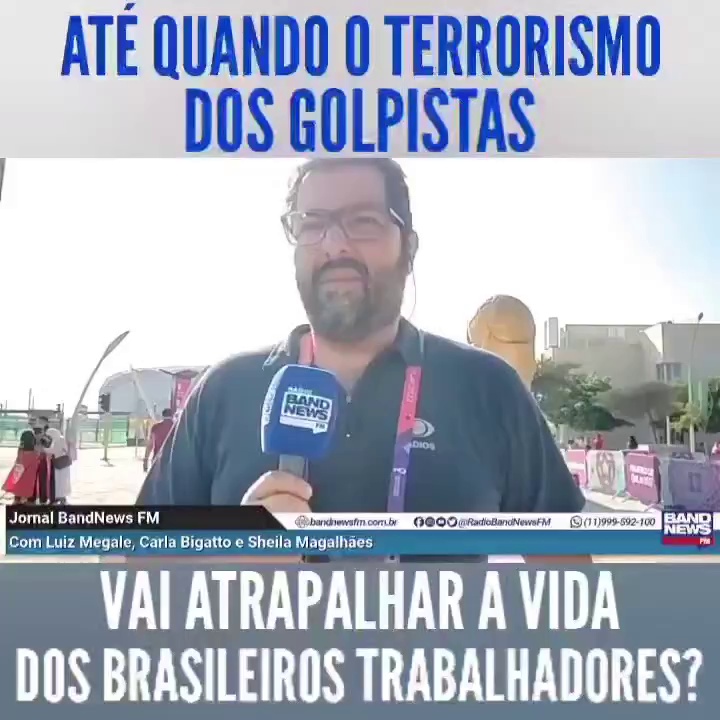 ATÉ QUANDO O TERRORISMO
DOS GOLPISTAS
RÁDIO
BAND
NEWS
FM
Jornal BandNews FM
bandnewsfm.com.br
@RadioBandNewsFM
(11)999-592-100
BAND
NEWS
FM
Com Luiz Megale, Carla Bigatto e Sheila Magalhães
VAI ATRAPALHAR A VIDA
DOS BRASILEIROS TRABALHADORES?